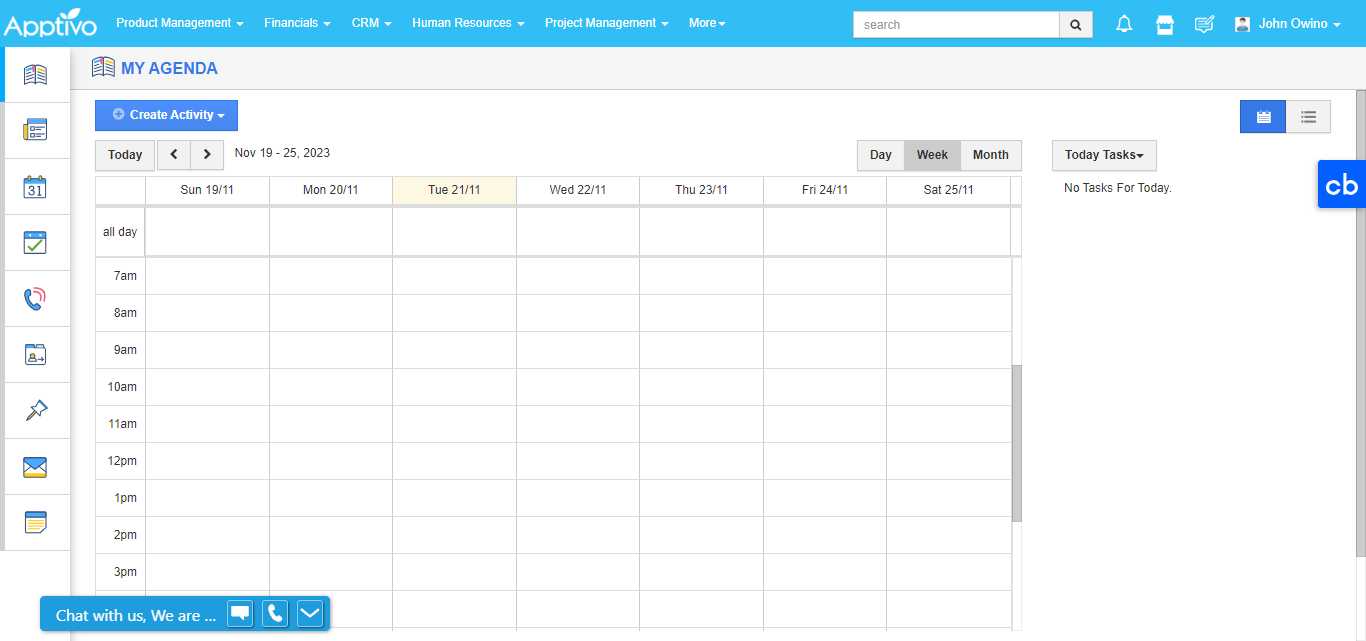 Apptivo Product Management Financials CRM Human Resources Project Management More search John Owino
MY AGENDA
Create Activity
Today Nov 19 - 25, 2023 Day Week Month Today Tasks
Sun 19/11 Mon 20/11 Tue 21/11 Wed 22/11 Thu 23/11 Fri 24/11 Sat 25/11 No Tasks For Today.
cb
31
all day
7am
8am
9am
10am
11am
12pm
1pm
2pm
3pm
Chat with us, We are ...